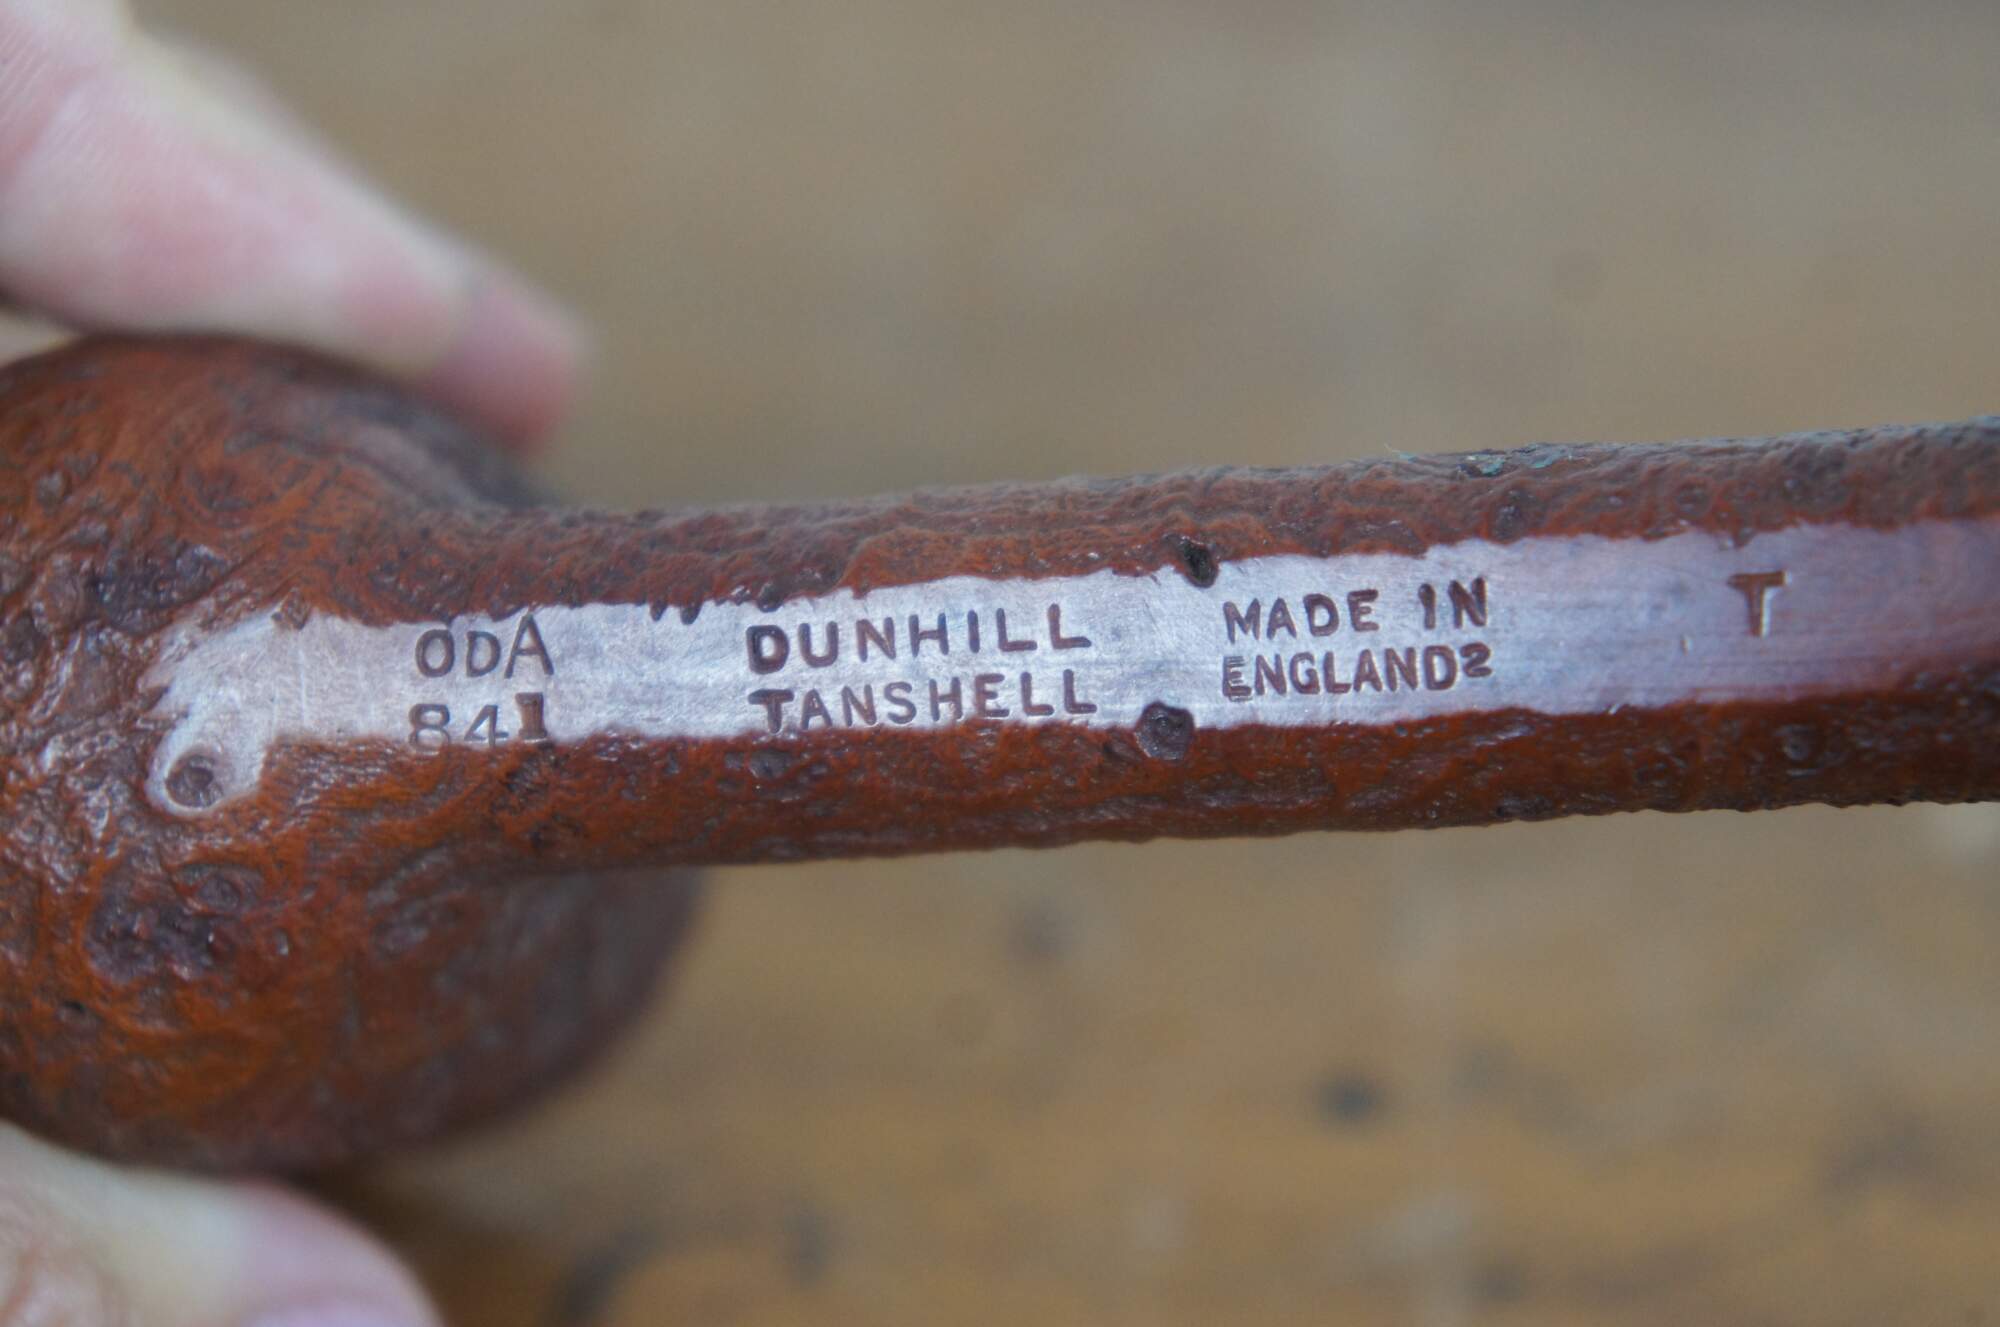 ODA
841
DUNHILL
TANSHELL
MADE IN
ENGLAND2
T